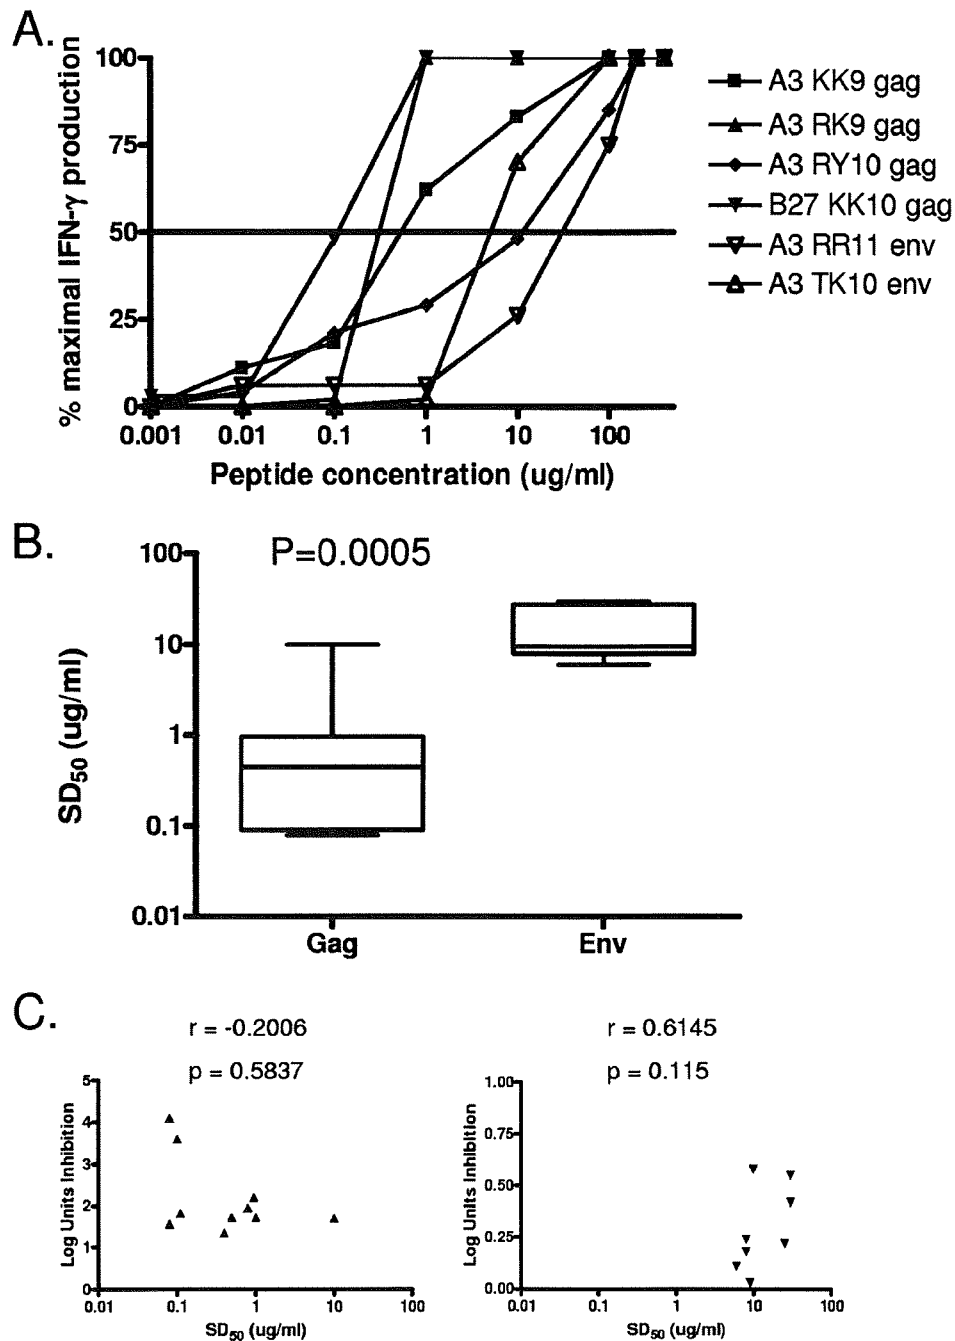 A.
% maximal IFN-γ production
100
75
50
25
0
0.001 0.01 0.1 1 10 100
Peptide concentration (ug/ml)
A3 KK9 gag
A3 RK9 gag
A3 RY10 gag
B27 KK10 gag
A3 RR11 env
A3 TK10 env
B.
P=0.0005
SD50 (ug/ml)
100
10
1
0.1
0.01
Gag Env
C.
r = -0.2006
p = 0.5837
Log Units Inhibition
5
4
3
2
1
0
0.01 0.1 1 10 100
SD50 (ug/ml)
r = 0.6145
p = 0.115
Log Units Inhibition
1.00
0.75
0.50
0.25
0.00
0.01 0.1 1 10 100
SD50 (ug/ml)